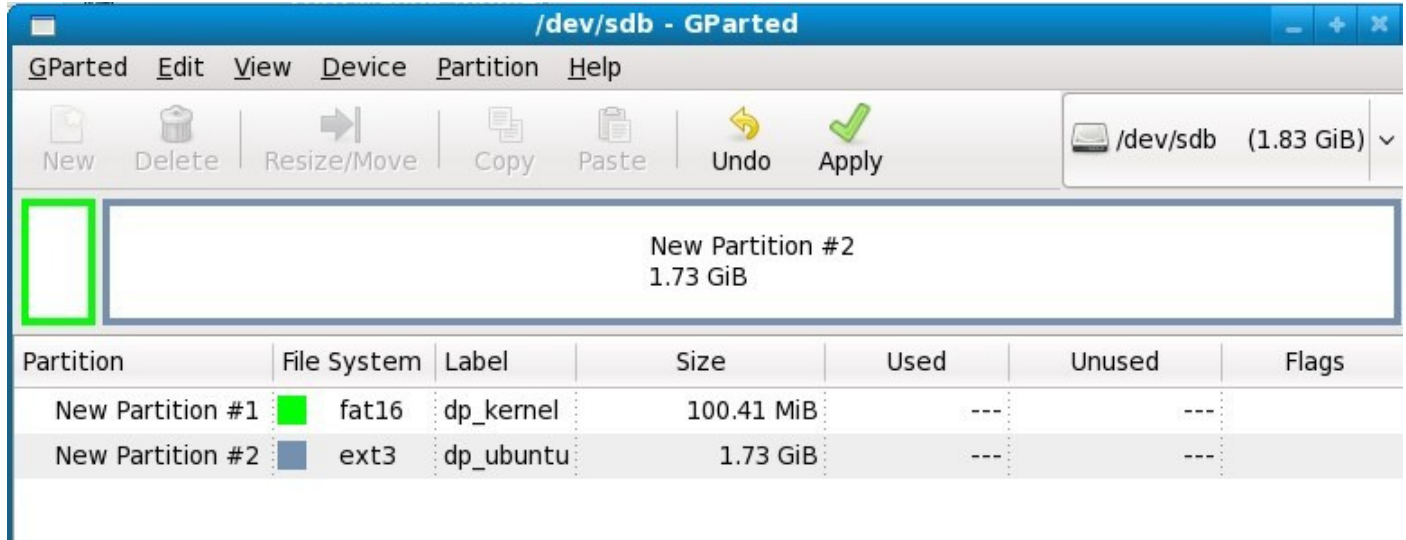 /dev/sdb - GParted
GParted Edit View Device Partition Help
New Delete Resize/Move Copy Paste Undo Apply /dev/sdb (1.83 GiB)
New Partition #2
1.73 GiB
Partition File System Label Size Used Unused Flags
New Partition #1 fat16 dp_kernel 100.41 MiB --- ---
New Partition #2 ext3 dp_ubuntu 1.73 GiB --- ---